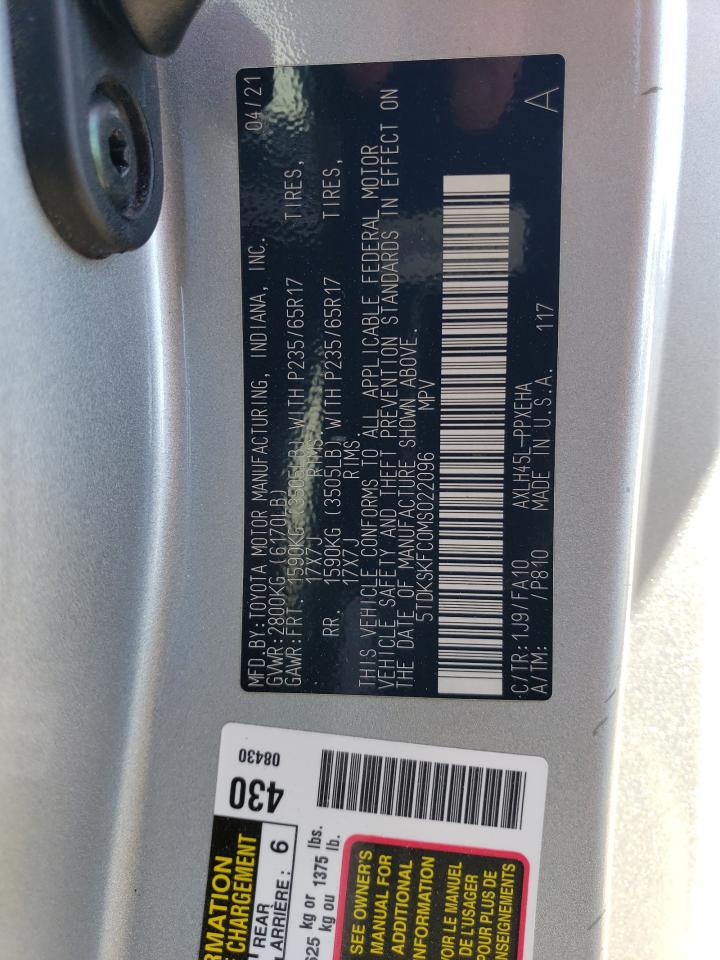 MFD.BY:TOYOTA MOTOR MANUFACTURING, INDIANA, INC. 04/21
GVWR:2800KG (6170LB)
GAWR:FRT. 1590KG (3505LB) WITH P235/65R17 TIRES,
17X7J RIMS.
RR. 1590KG (3505LB) WITH P235/65R17 TIRES,
17X7J RIMS.
THIS VEHICLE CONFORMS TO ALL APPLICABLE FEDERAL MOTOR
VEHICLE SAFETY AND THEFT PREVENTION STANDARDS IN EFFECT ON
THE DATE OF MANUFACTURE SHOWN ABOVE.
5TDKSKFC0MS022096 MPV
C/TR:1J9/FA10 AXLH45L-PPXEHA
A/TM: /P810 MADE IN U.S.A. 117 A
430
08430
CHARGEMENT
REAR
ARRIÈRE: 6
625 kg or 1375 lbs.
kg ou 1375 lb.
SEE OWNER'S
MANUAL FOR
ADDITIONAL
INFORMATION
VOIR LE MANUEL
DE L'USAGER
POUR PLUS DE
RENSEIGNEMENTS